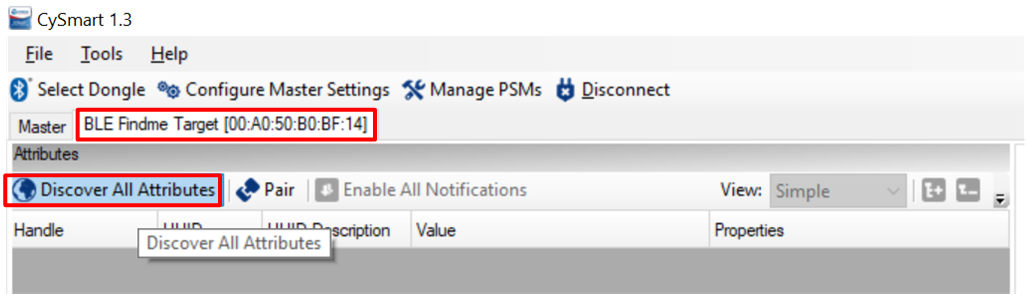 CySmart 1.3
File Tools Help
Select Dongle Configure Master Settings Manage PSMs Disconnect
Master BLE Findme Target [00:A0:50:B0:BF:14]
Attributes
Discover All Attributes Pair Enable All Notifications View: Simple
Handle UUID UUID Description Value Properties
Discover All Attributes